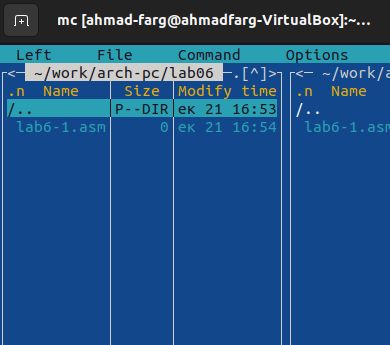 mc [ahmad-farg@ahmadfarg-VirtualBox]:~...
Left File Command Options
<— ~/work/arch-pc/lab06 —.[^]> <— ~/work/a
.n Name Size Modify time .n Name
/.. P--DIR ек 21 16:53 /..
lab6-1.asm 0 ек 21 16:54 lab6-1.as